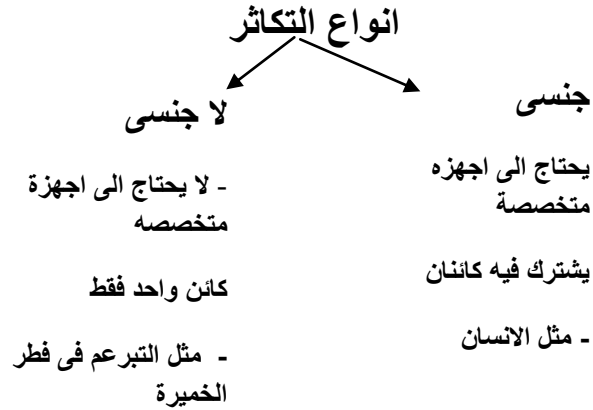 انواع التكاثر
جنسى
يحتاج الى اجهزه
متخصصة
يشترك فيه كائنان
- مثل الانسان
لا جنسى
- لا يحتاج الى اجهزة
متخصصه
كائن واحد فقط
- مثل التبرعم فى فطر
الخميرة